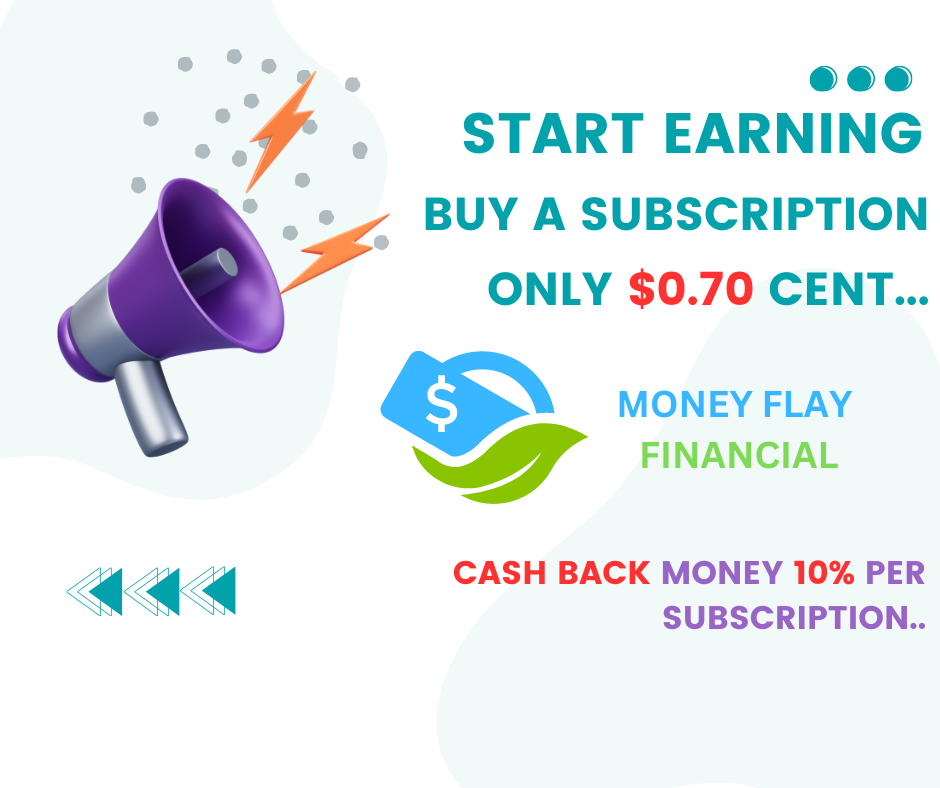 START EARNING
BUY A SUBSCRIPTION
ONLY $0.70 CENT...
$
MONEY FLAY
FINANCIAL
CASH BACK MONEY 10% PER
SUBSCRIPTION..